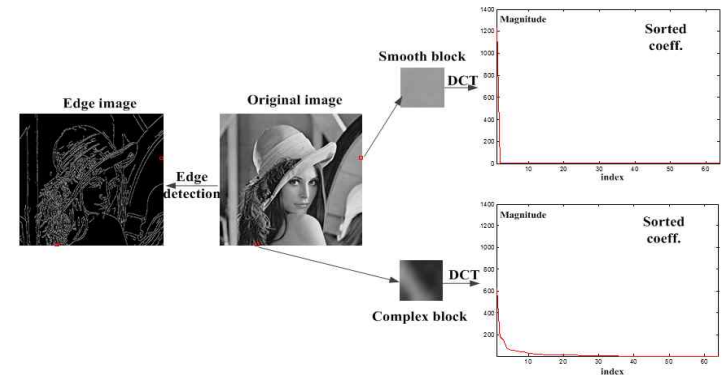 Edge image
Original image
Edge
detection
Smooth block
DCT
Complex block
DCT
Magnitude
Sorted
coeff.
1400
1200
1000
800
600
400
200
0
10
20
30
40
50
60
index
Magnitude
Sorted
coeff.
1400
1200
1000
800
600
400
200
10
20
30
40
50
60
index